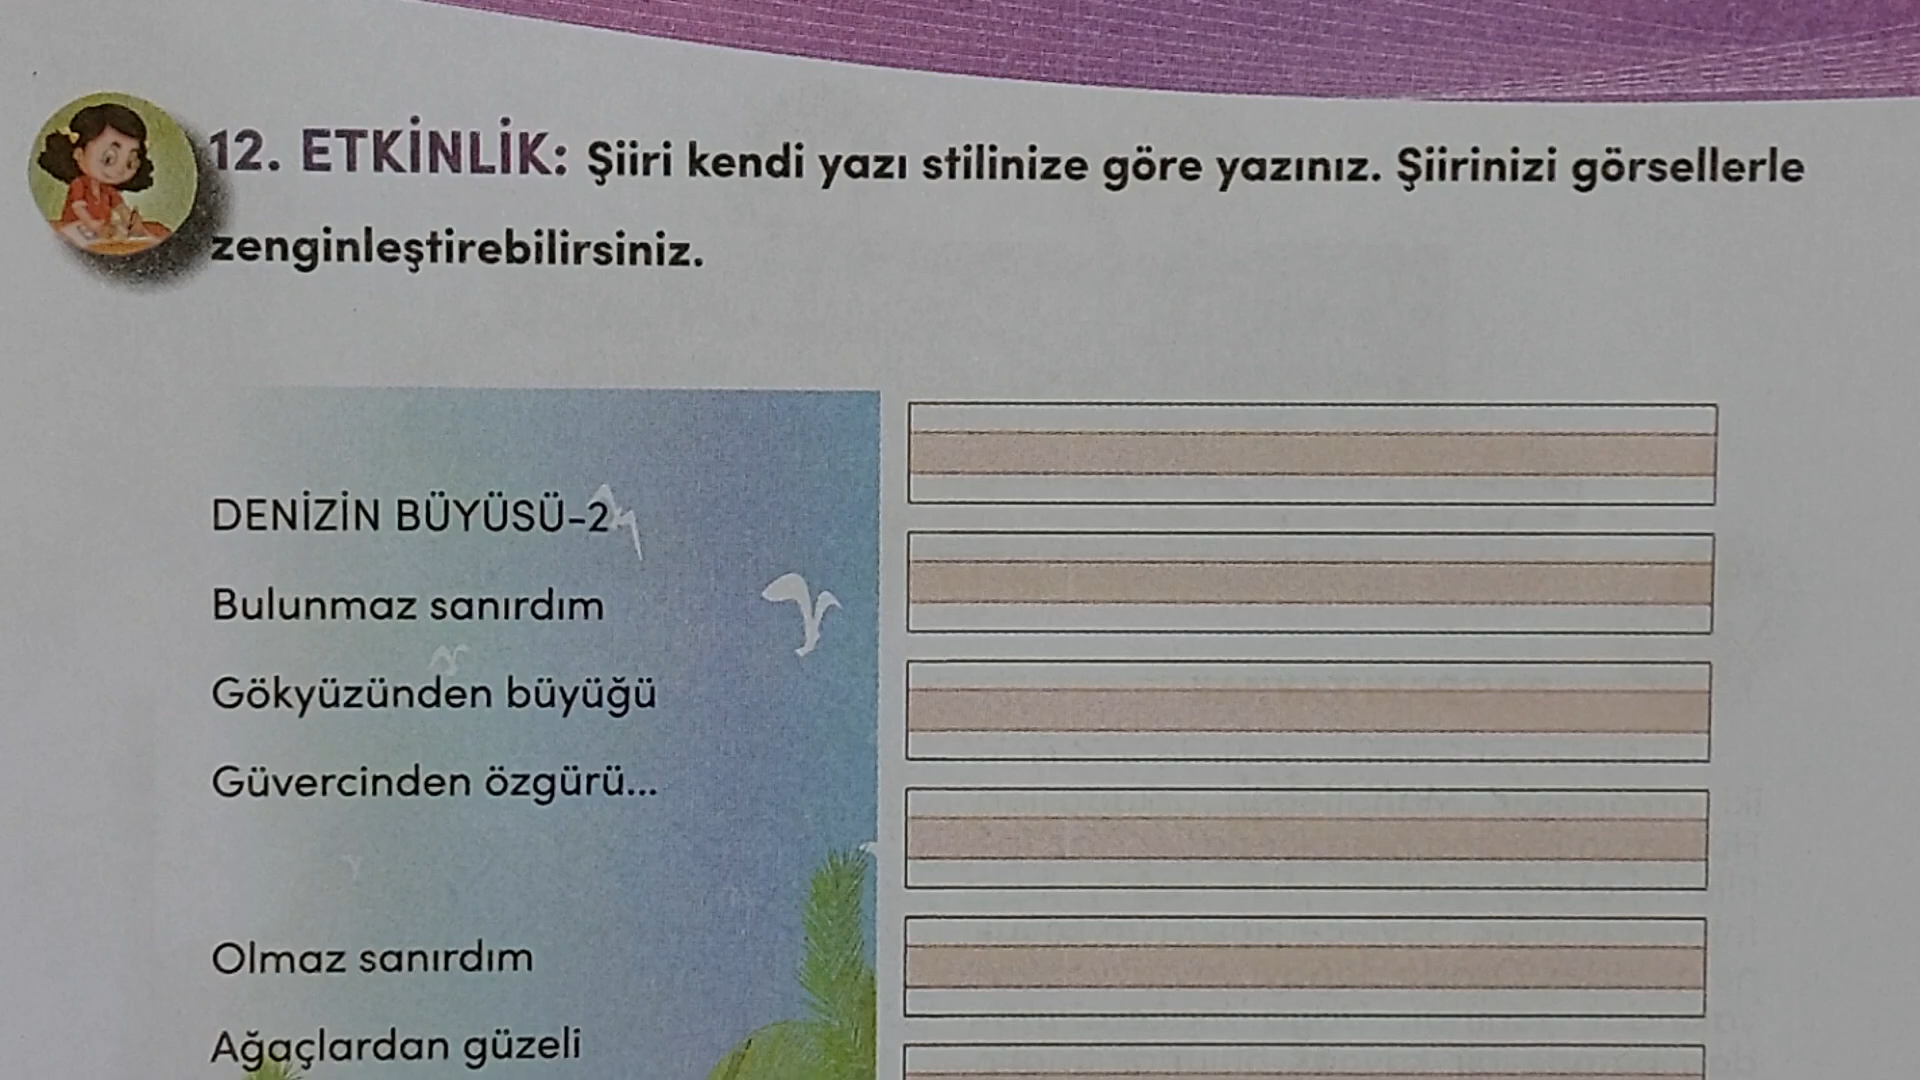 12. ETKİNLİK: Şiiri kendi yazı stilinize göre yazınız. Şiirinizi görsellerle
zenginleştirebilirsiniz.
DENİZİN BÜYÜSÜ-2
Bulunmaz sanırdım
Gökyüzünden büyüğü
Güvercinden özgürü...
Olmaz sanırdım
Ağaçlardan güzeli